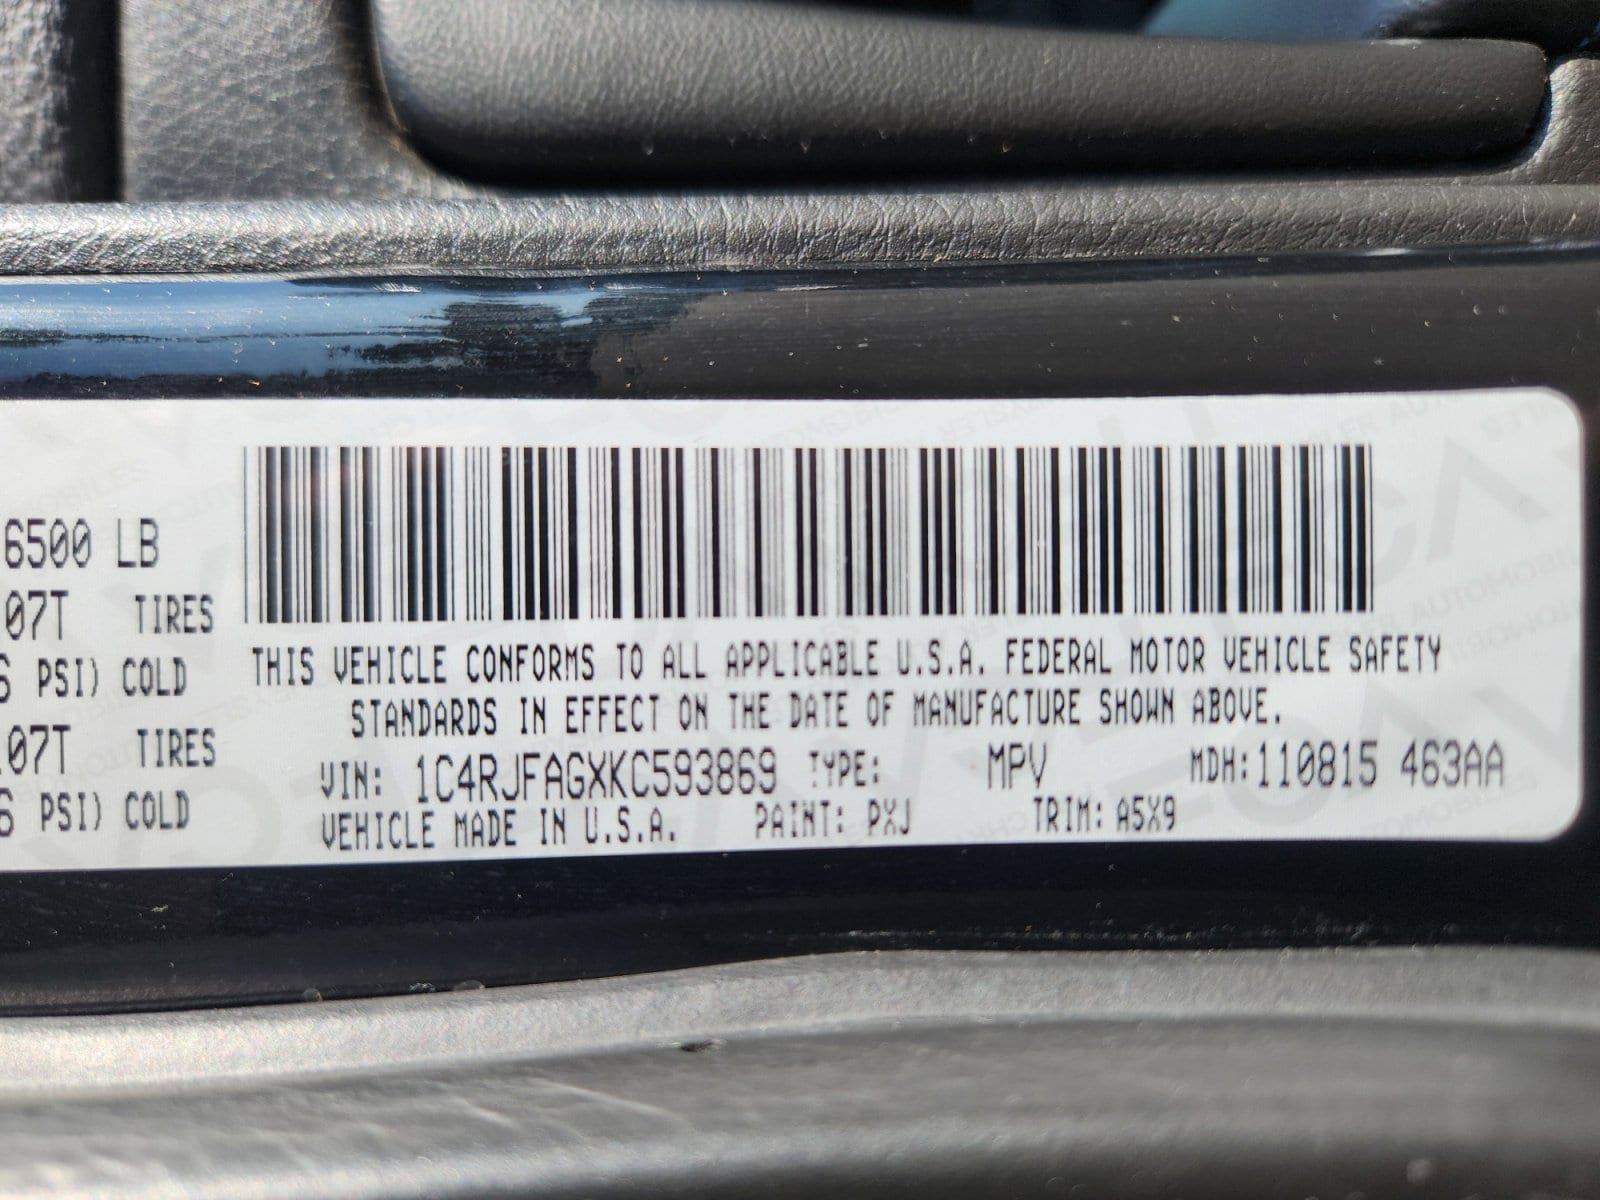 6500 LB
07T TIRES
6 PSI) COLD
07T TIRES
6 PSI) COLD
THIS VEHICLE CONFORMS TO ALL APPLICABLE U.S.A. FEDERAL MOTOR VEHICLE SAFETY
STANDARDS IN EFFECT ON THE DATE OF MANUFACTURE SHOWN ABOVE.
VIN: 1C4RJFAGXKC593869 TYPE: MPV MDH: 110815 463AA
VEHICLE MADE IN U.S.A. PAINT: PXJ TRIM: A5X9